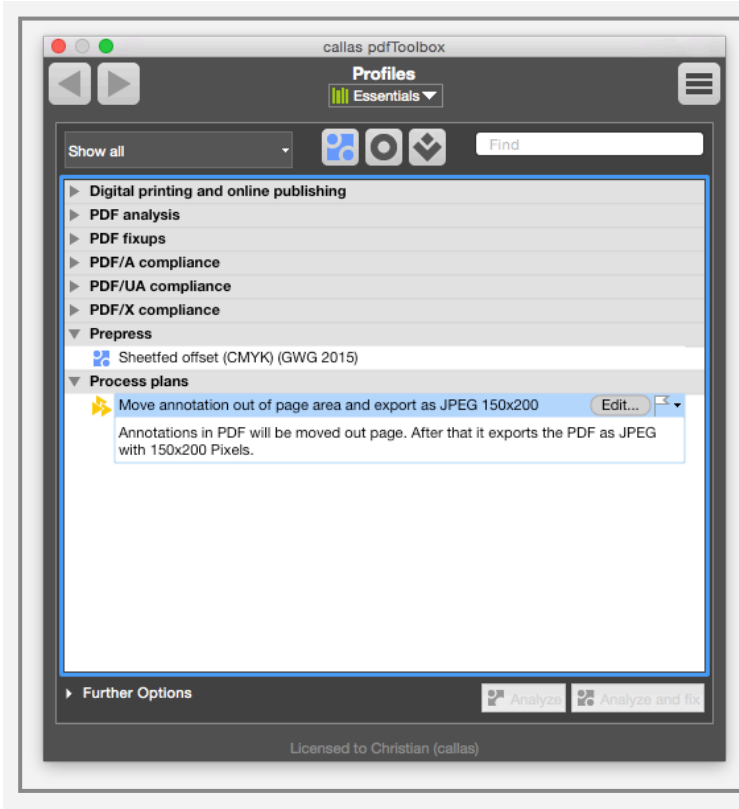 callas pdfToolbox
Profiles
Essentials
Show all
Find
Digital printing and online publishing
PDF analysis
PDF fixups
PDF/A compliance
PDF/UA compliance
PDF/X compliance
Prepress
Sheetfed offset (CMYK) (GWG 2015)
Process plans
Move annotation out of page area and export as JPEG 150x200 Edit...
Annotations in PDF will be moved out page. After that it exports the PDF as JPEG
with 150x200 Pixels.
Further Options
Analyze Analyze and fix
Licensed to Christian (callas)